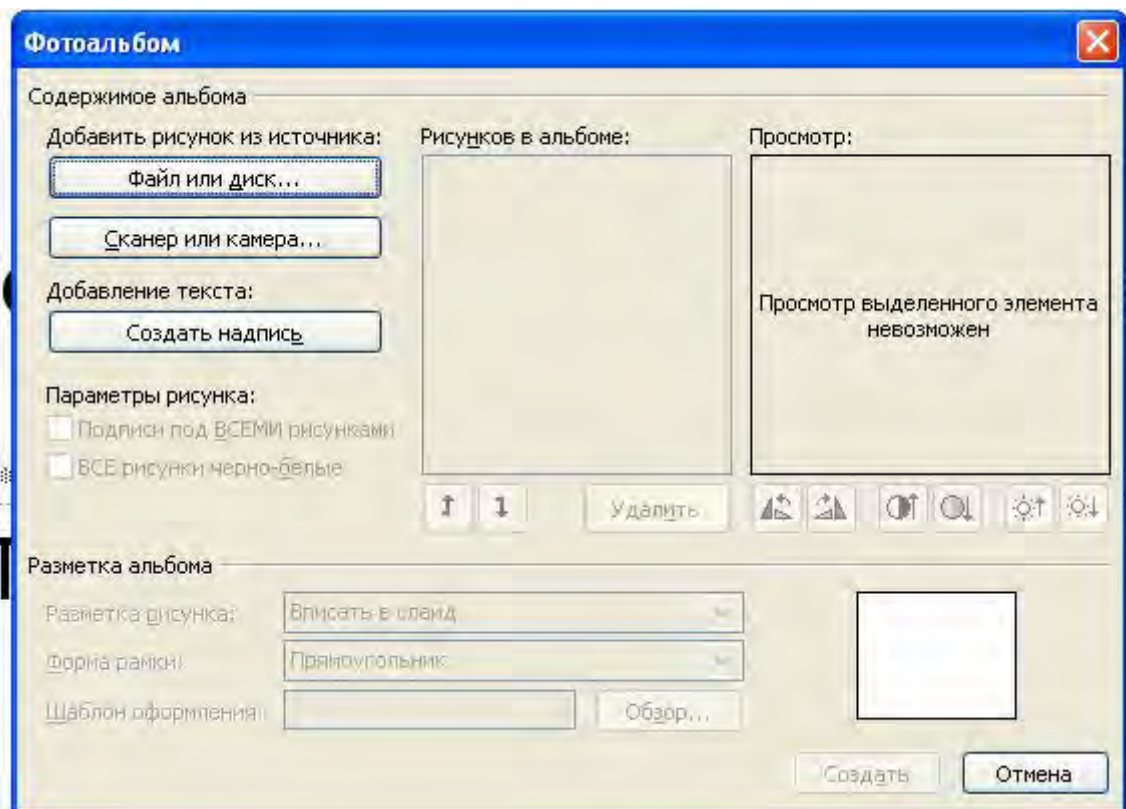 Фотоальбом
Содержимое альбома
Добавить рисунок из источника:
Файл или диск...
Сканер или камера...
Добавление текста:
Создать надпись
Параметры рисунка:
Подписи под ВСЕМИ рисунками
ВСЕ рисунки черно-белые
Рисунков в альбоме:
Удалить
Просмотр:
Просмотр выделенного элемента
невозможен
Разметка альбома
Разметка рисунка:
Вписать в слайд
Форма рамки:
Прямоугольник
Шаблон оформления:
Обзор...
Создать
Отмена